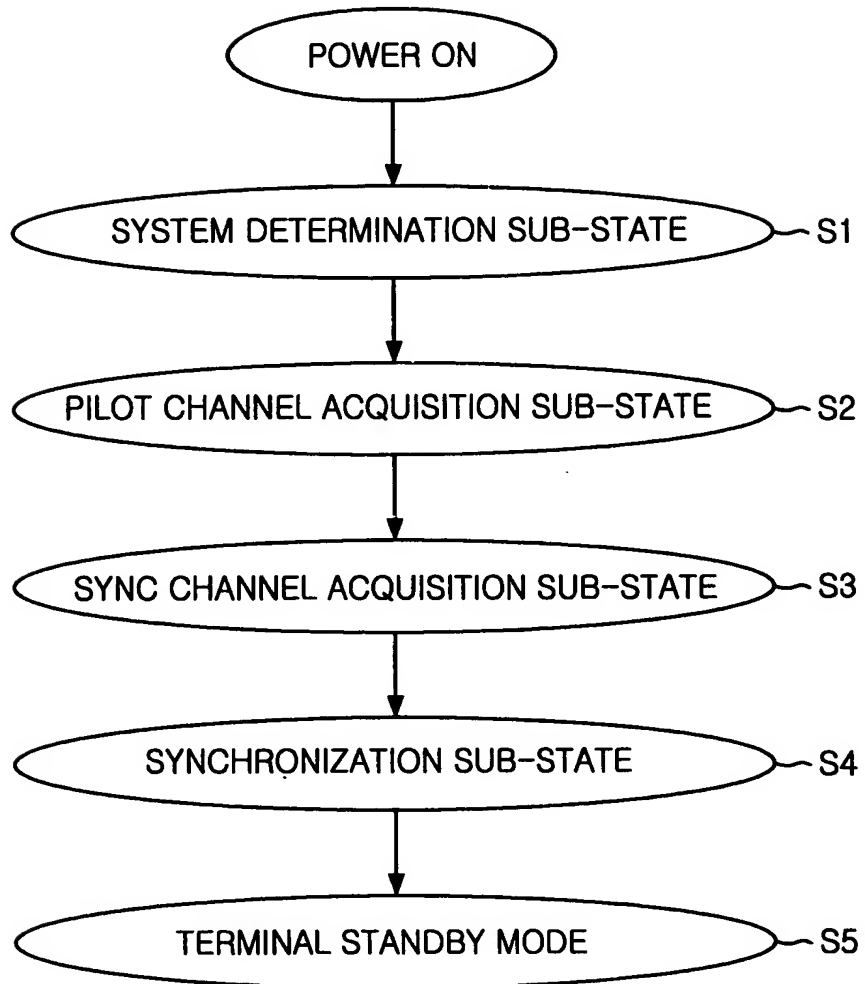 POWER ON
SYSTEM DETERMINATION SUB-STATE S1
PILOT CHANNEL ACQUISITION SUB-STATE S2
SYNC CHANNEL ACQUISITION SUB-STATE S3
SYNCHRONIZATION SUB-STATE S4
TERMINAL STANDBY MODE S5